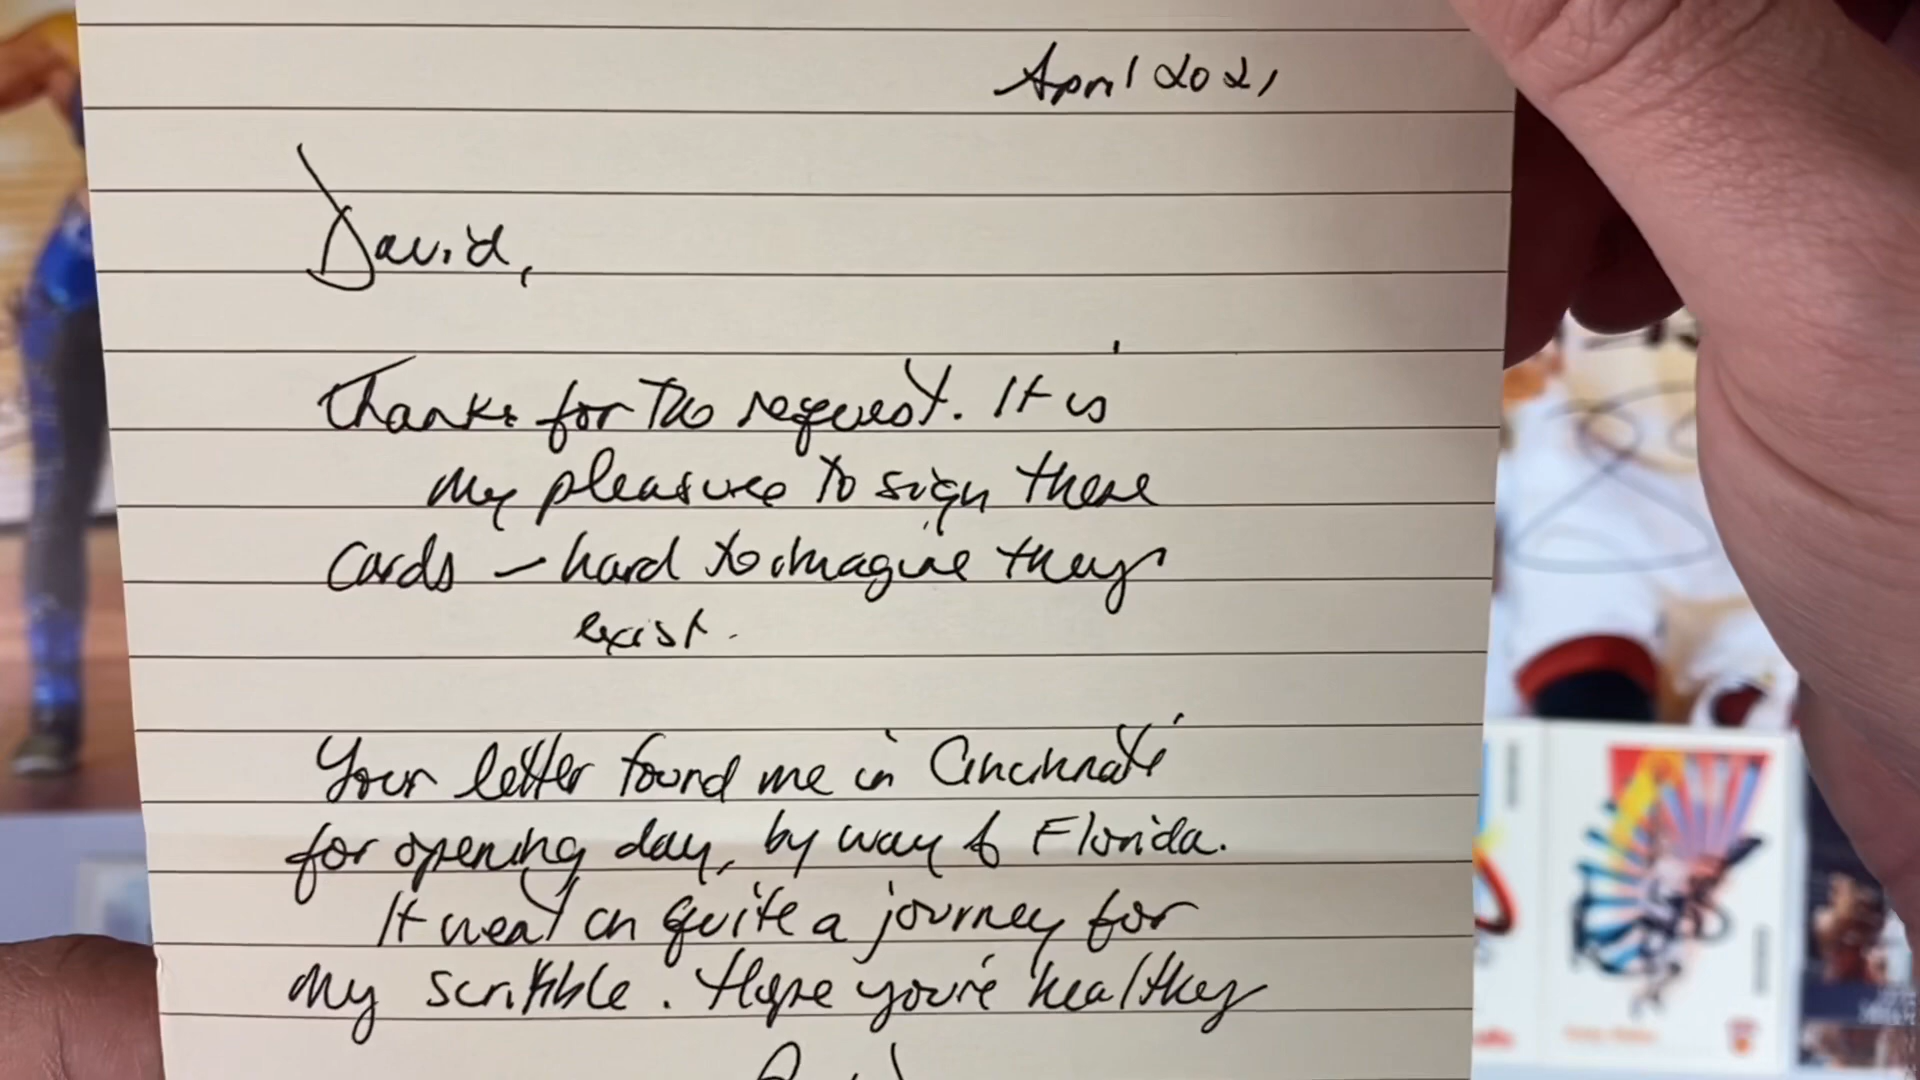 April 2021
David,
Thanks for the request. It is
my pleasure to sign these
cards – hard to imagine they
exist.
Your letter found me in Cincinnati
for opening day, by way of Florida.
It went on quite a journey for
my scribble. Hope you're healthy